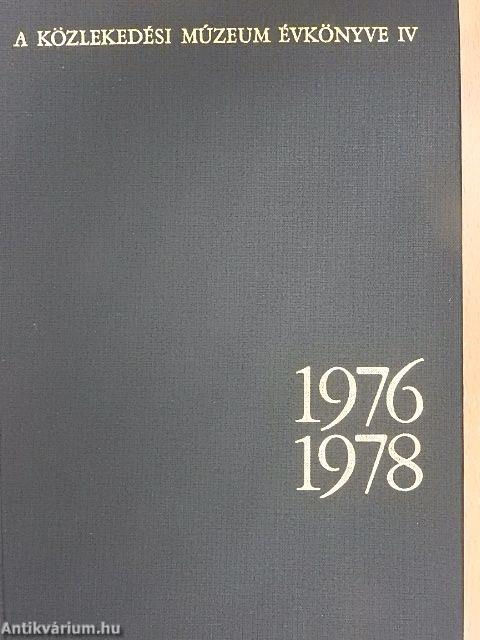 A KÖZLEKEDÉSI MÚZEUM ÉVKÖNYVE IV
1976
1978
Antikvárium.hu